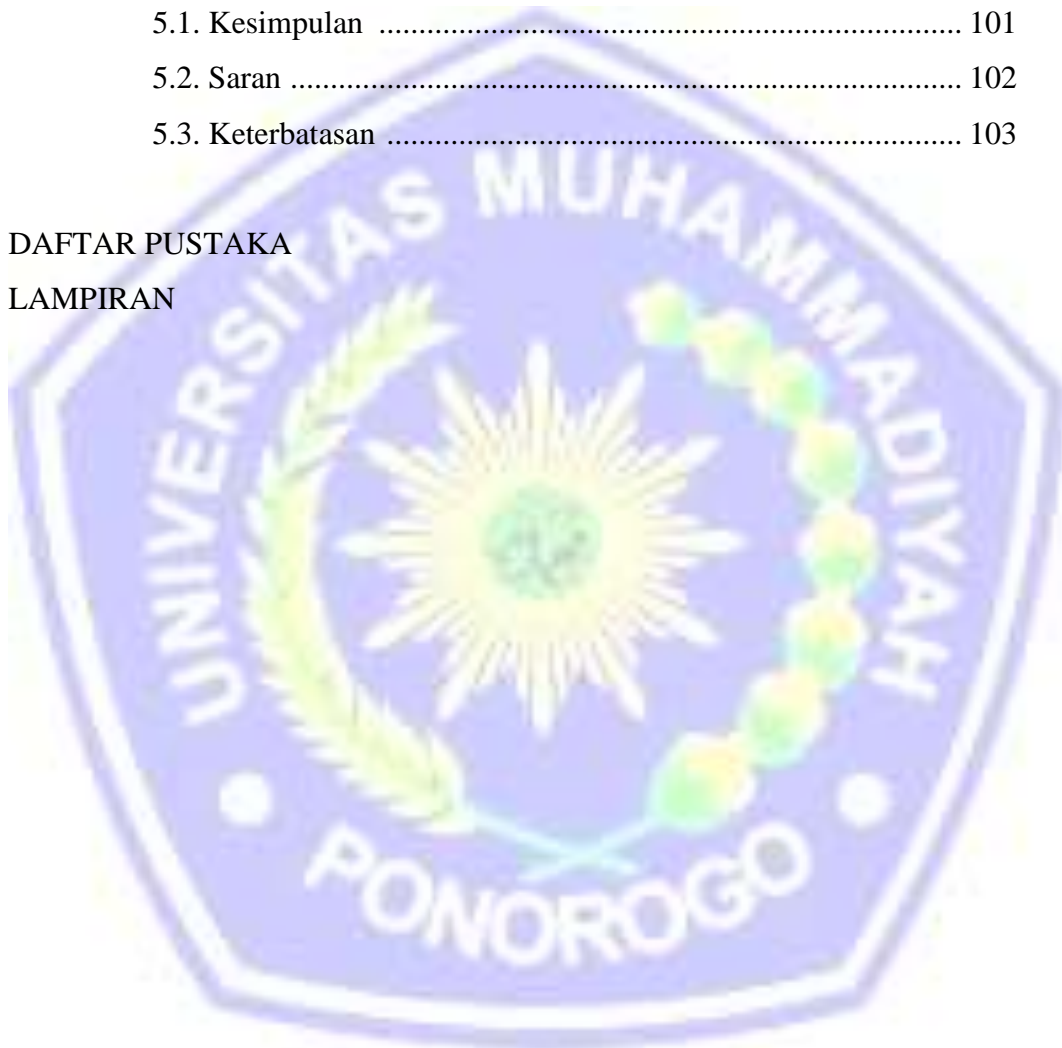 5.1. Kesimpulan ........................................................................ 101
5.2. Saran ................................................................................... 102
5.3. Keterbatasan ....................................................................... 103
DAFTAR PUSTAKA
LAMPIRAN
UNIVERSITAS MUHAMMADIYAH
PONOROGO